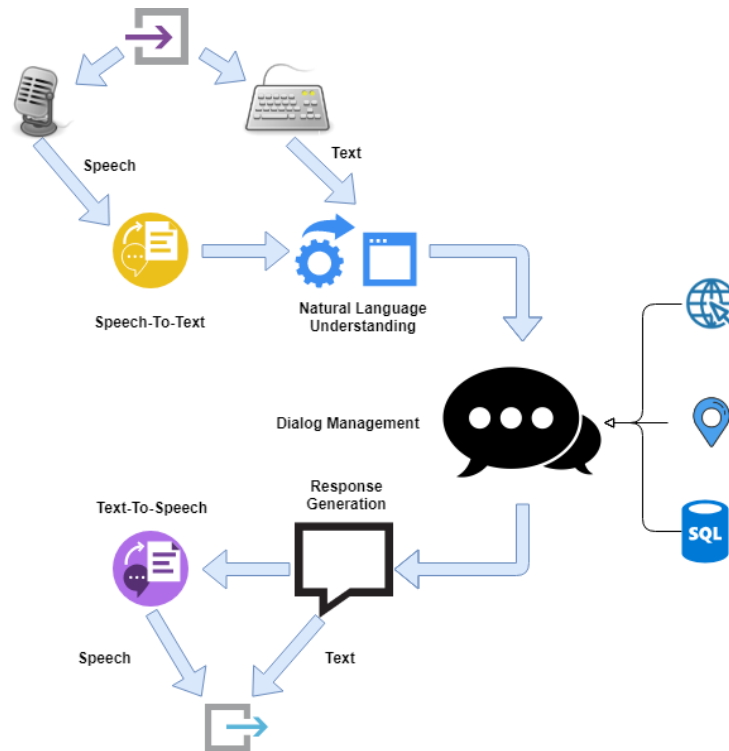 Speech
Text
Speech-To-Text
Natural Language
Understanding
Dialog Management
Response
Generation
Text-To-Speech
SQL
Speech
Text